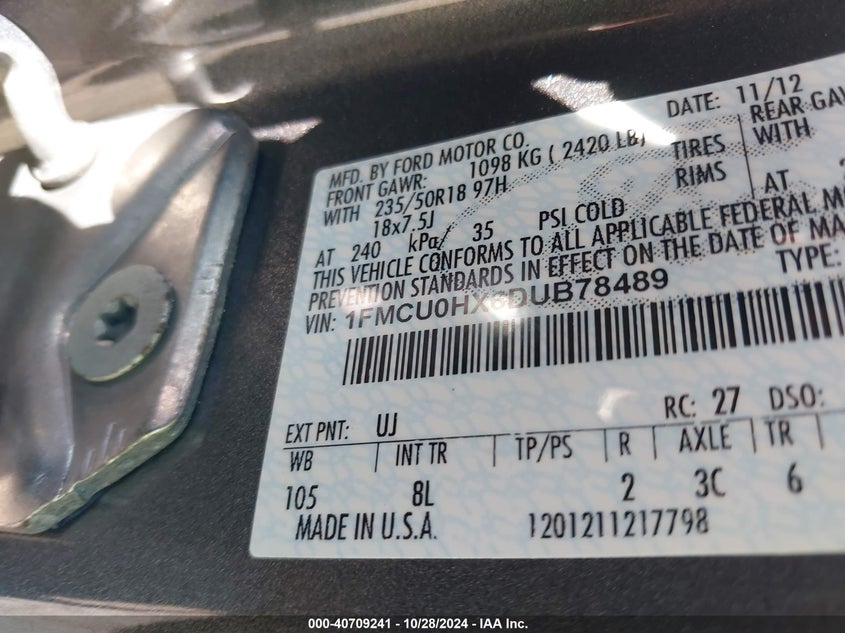 DATE: 11/12
MFD. BY FORD MOTOR CO.
FRONT GAWR: 1098 KG ( 2420 LB) REAR
WITH 235/50R18 97H TIRES WITH
18x7.5J RIMS
AT 240 kPa/ 35 PSI COLD AT
THIS VEHICLE CONFORMS TO ALL APPLICABLE FEDERAL
PREVENTION STANDARDS IN EFFECT ON THE DATE OF
VIN: 1FMCU0HX6DUB78489 TYPE:
EXT PNT: UJ RC: 27 DSO:
WB | INT TR | TP/PS | R | AXLE | TR |
105 8L 2 3C 6
MADE IN U.S.A. 1201211217798
000-40709241 - 10/28/2024 - IAA Inc.